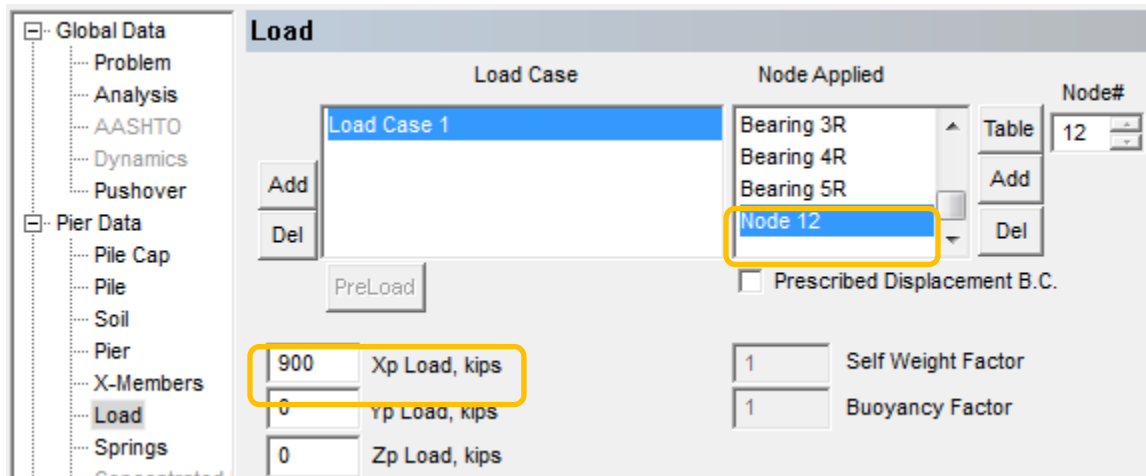 Global Data
Problem
Analysis
AASHTO
Dynamics
Pushover
Pier Data
Pile Cap
Pile
Soil
Pier
X-Members
Load
Springs
Load
Load Case
Node Applied
Node#
Load Case 1
Bearing 3R
Bearing 4R
Bearing 5R
Node 12
Table
12
Add
Add
Del
Del
PreLoad
Prescribed Displacement B.C.
900 Xp Load, kips
1 Self Weight Factor
0 Yp Load, kips
1 Buoyancy Factor
0 Zp Load, kips